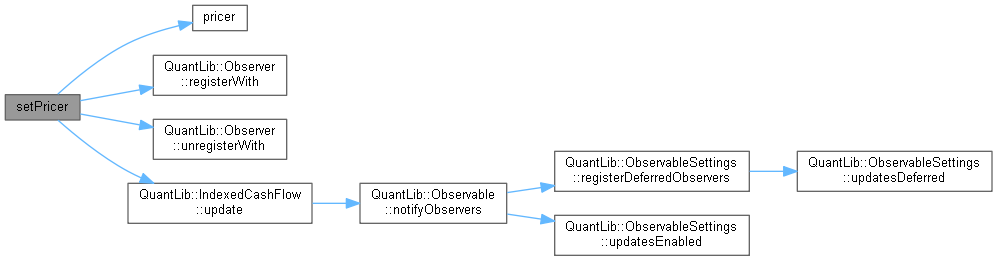 pricer
QuantLib::Observer
::registerWith
setPricer
QuantLib::Observer
::unregisterWith
QuantLib::IndexedCashFlow
::update
QuantLib::Observable
::notifyObservers
QuantLib::ObservableSettings
::registerDeferredObservers
QuantLib::ObservableSettings
::updatesDeferred
QuantLib::ObservableSettings
::updatesEnabled